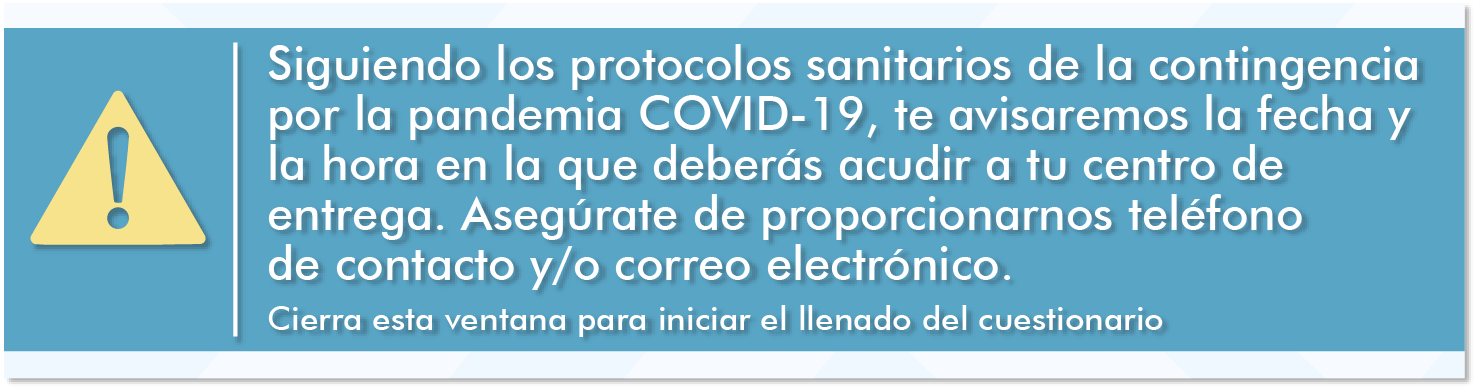 Siguiendo los protocolos sanitarios de la contingencia
por la pandemia COVID-19, te avisaremos la fecha y
la hora en la que deberás acudir a tu centro de
entrega. Asegúrate de proporcionarnos teléfono
de contacto y/o correo electrónico.
Cierra esta ventana para iniciar el llenado del cuestionario